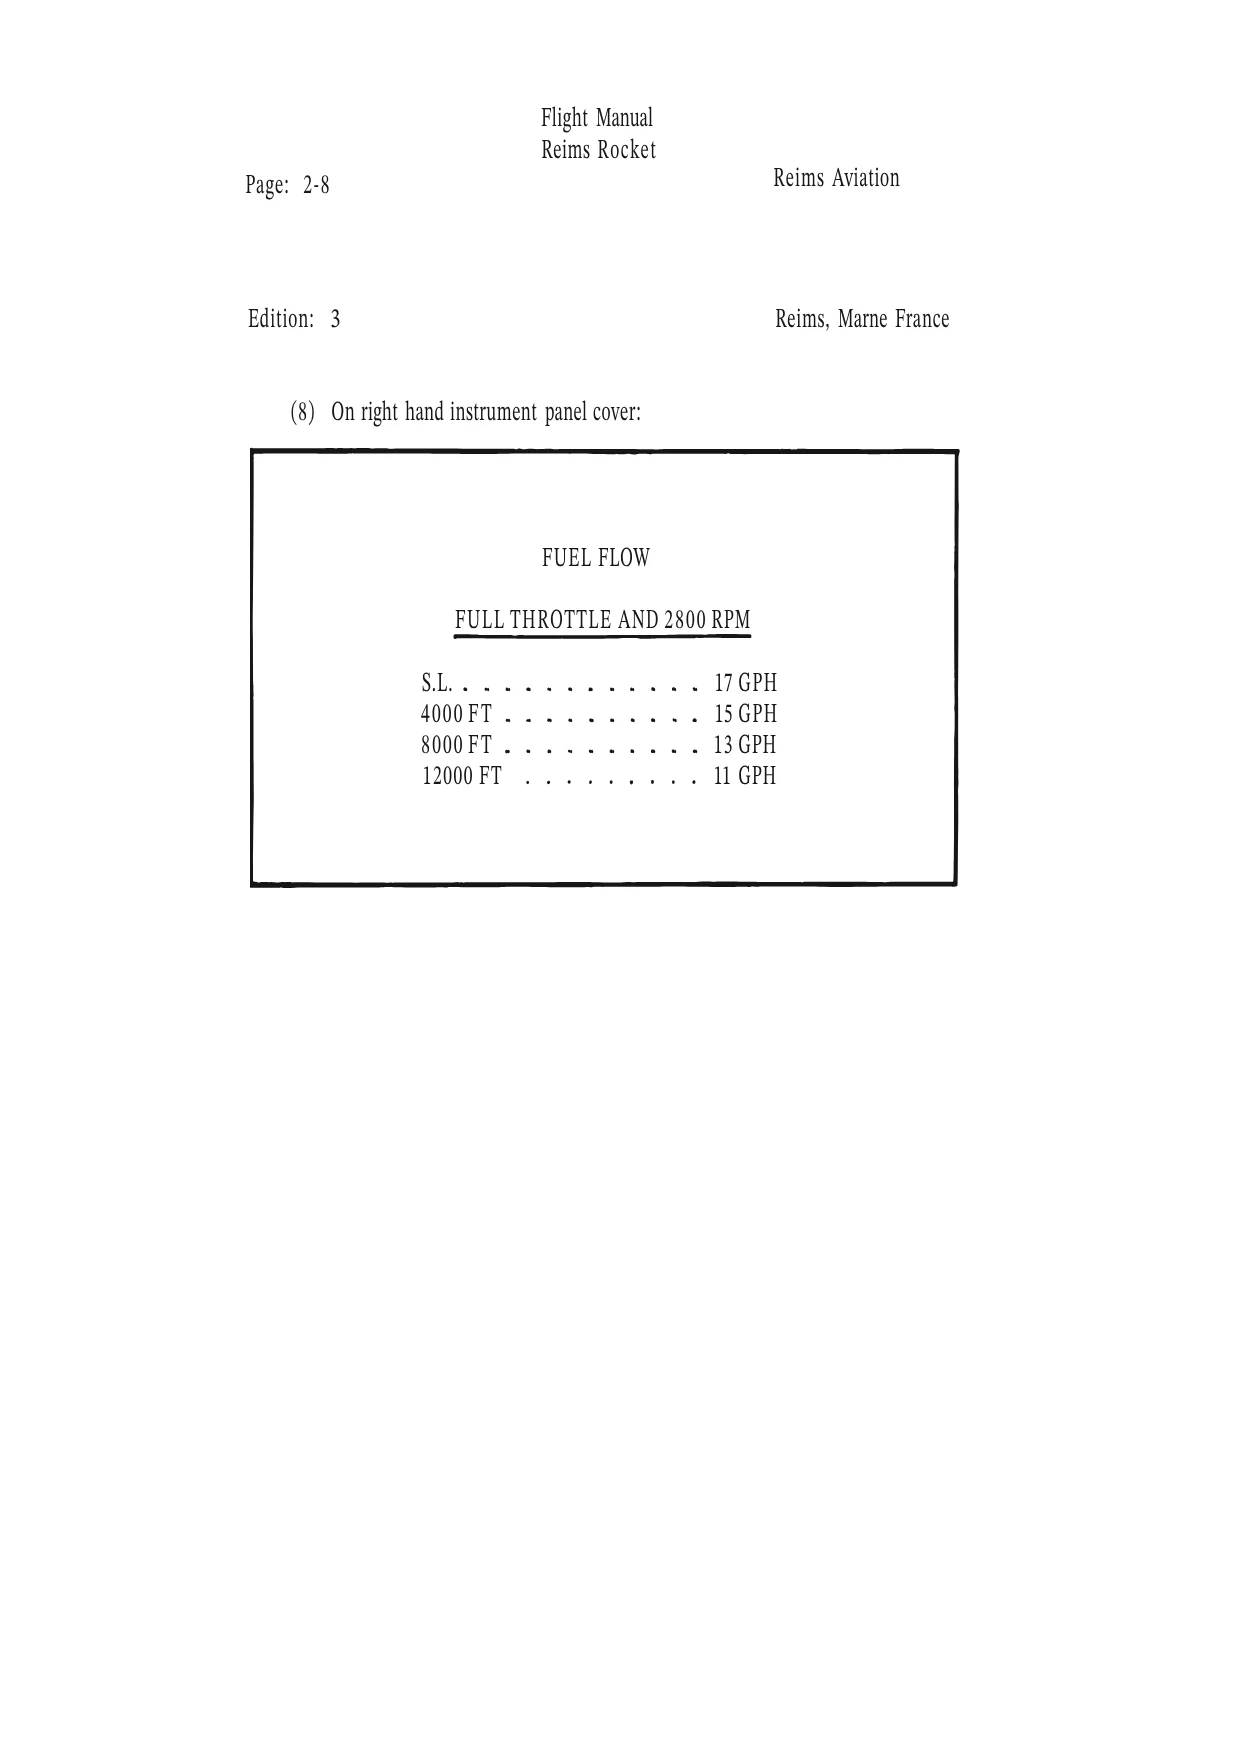 Flight Manual
Reims Rocket
Page: 2-8 Reims Aviation
Edition: 3 Reims, Marne France
(8) On right hand instrument panel cover:
FUEL FLOW
FULL THROTTLE AND 2800 RPM
S.L. . . . . . . . . . . . . 17 GPH
4000 FT . . . . . . . . . . 15 GPH
8000 FT . . . . . . . . . . 13 GPH
12000 FT . . . . . . . . . 11 GPH